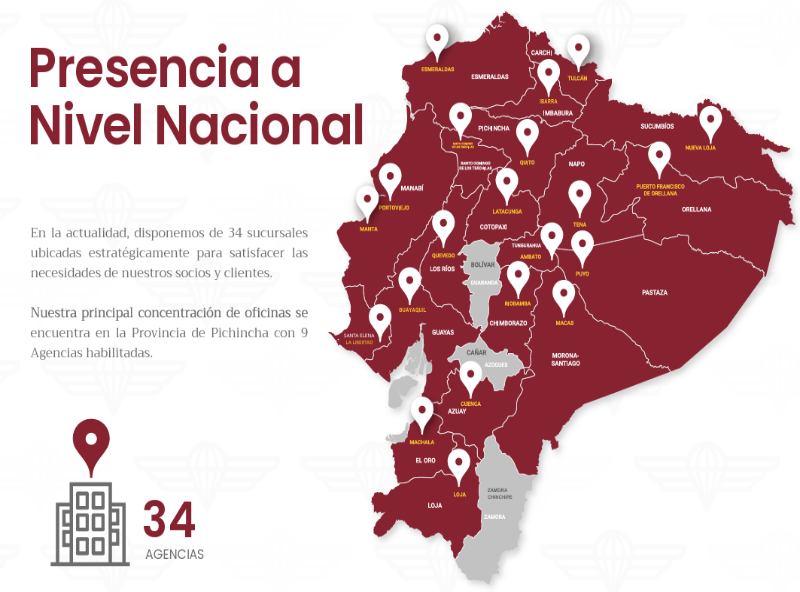 Presencia a
Nivel Nacional
En la actualidad, disponemos de 34 sucursales
ubicadas estratégicamente para satisfacer las
necesidades de nuestros socios y clientes.
Nuestra principal concentración de oficinas se
encuentra en la Provincia de Pichincha con 9
Agencias habilitadas.
34
AGENCIAS
CARCHI
ESMERALDAS
TULCÁN
ESMERALDAS
IBARRA
IMBABURA
PICHINCHA
SUCUMBÍOS
NUEVA LOJA
QUITO
SANTO DOMINGO
DE LOS TSÁCHILAS
NAPO
PUERTO FRANCISCO
DE ORELLANA
MANABÍ
PORTOVIEJO
LATACUNGA
ORELLANA
MANTA
COTOPAXI
TENA
TUNGURAHUA
QUEVEDO
AMBATO
BOLÍVAR
LOS RÍOS
PUYO
GUARANDA
PASTAZA
RIOBAMBA
GUAYAQUIL
CHIMBORAZO
MACAS
SANTA ELENA
LA LIBERTAD
GUAYAS
CAÑAR
AZOGUES
MORONA-
SANTIAGO
CUENCA
AZUAY
MACHALA
EL ORO
LOJA
ZAMORA
CHINCHIPE
LOJA
ZAMORA